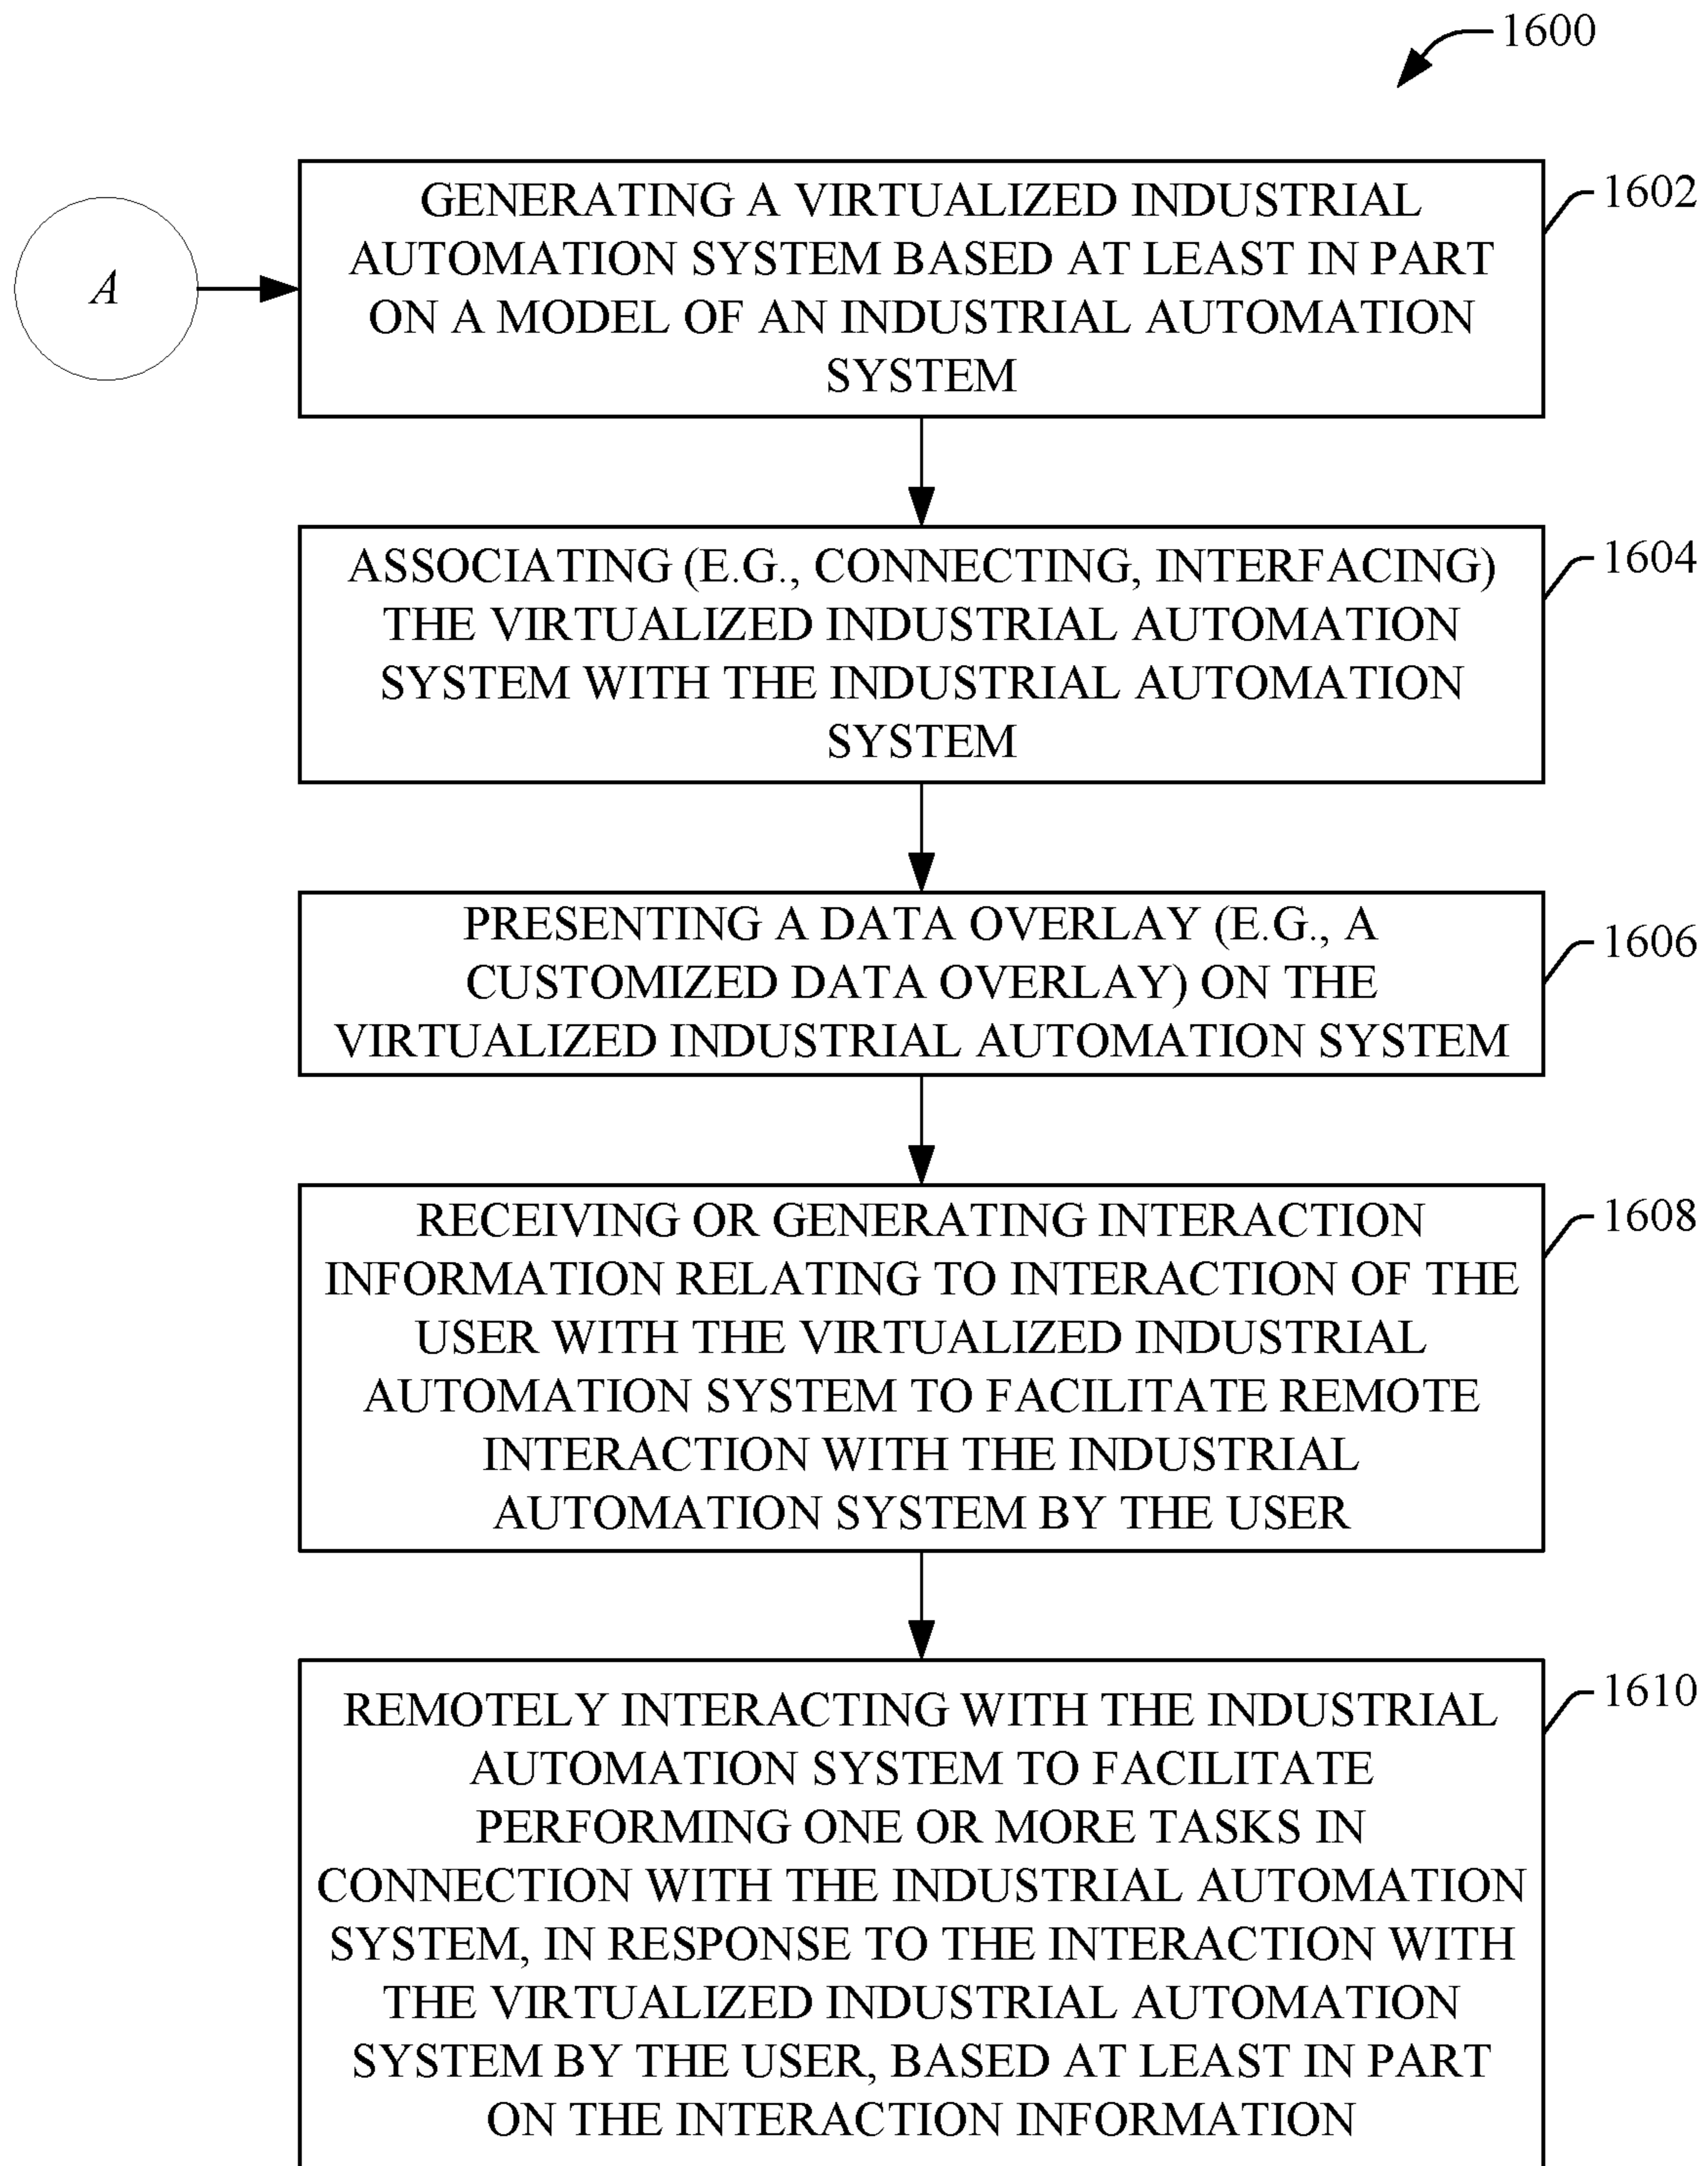 1600
A
GENERATING A VIRTUALIZED INDUSTRIAL
AUTOMATION SYSTEM BASED AT LEAST IN PART
ON A MODEL OF AN INDUSTRIAL AUTOMATION
SYSTEM
1602
ASSOCIATING (E.G., CONNECTING, INTERFACING)
THE VIRTUALIZED INDUSTRIAL AUTOMATION
SYSTEM WITH THE INDUSTRIAL AUTOMATION
SYSTEM
1604
PRESENTING A DATA OVERLAY (E.G., A
CUSTOMIZED DATA OVERLAY) ON THE
VIRTUALIZED INDUSTRIAL AUTOMATION SYSTEM
1606
RECEIVING OR GENERATING INTERACTION
INFORMATION RELATING TO INTERACTION OF THE
USER WITH THE VIRTUALIZED INDUSTRIAL
AUTOMATION SYSTEM TO FACILITATE REMOTE
INTERACTION WITH THE INDUSTRIAL
AUTOMATION SYSTEM BY THE USER
1608
REMOTELY INTERACTING WITH THE INDUSTRIAL
AUTOMATION SYSTEM TO FACILITATE
PERFORMING ONE OR MORE TASKS IN
CONNECTION WITH THE INDUSTRIAL AUTOMATION
SYSTEM, IN RESPONSE TO THE INTERACTION WITH
THE VIRTUALIZED INDUSTRIAL AUTOMATION
SYSTEM BY THE USER, BASED AT LEAST IN PART
ON THE INTERACTION INFORMATION
1610